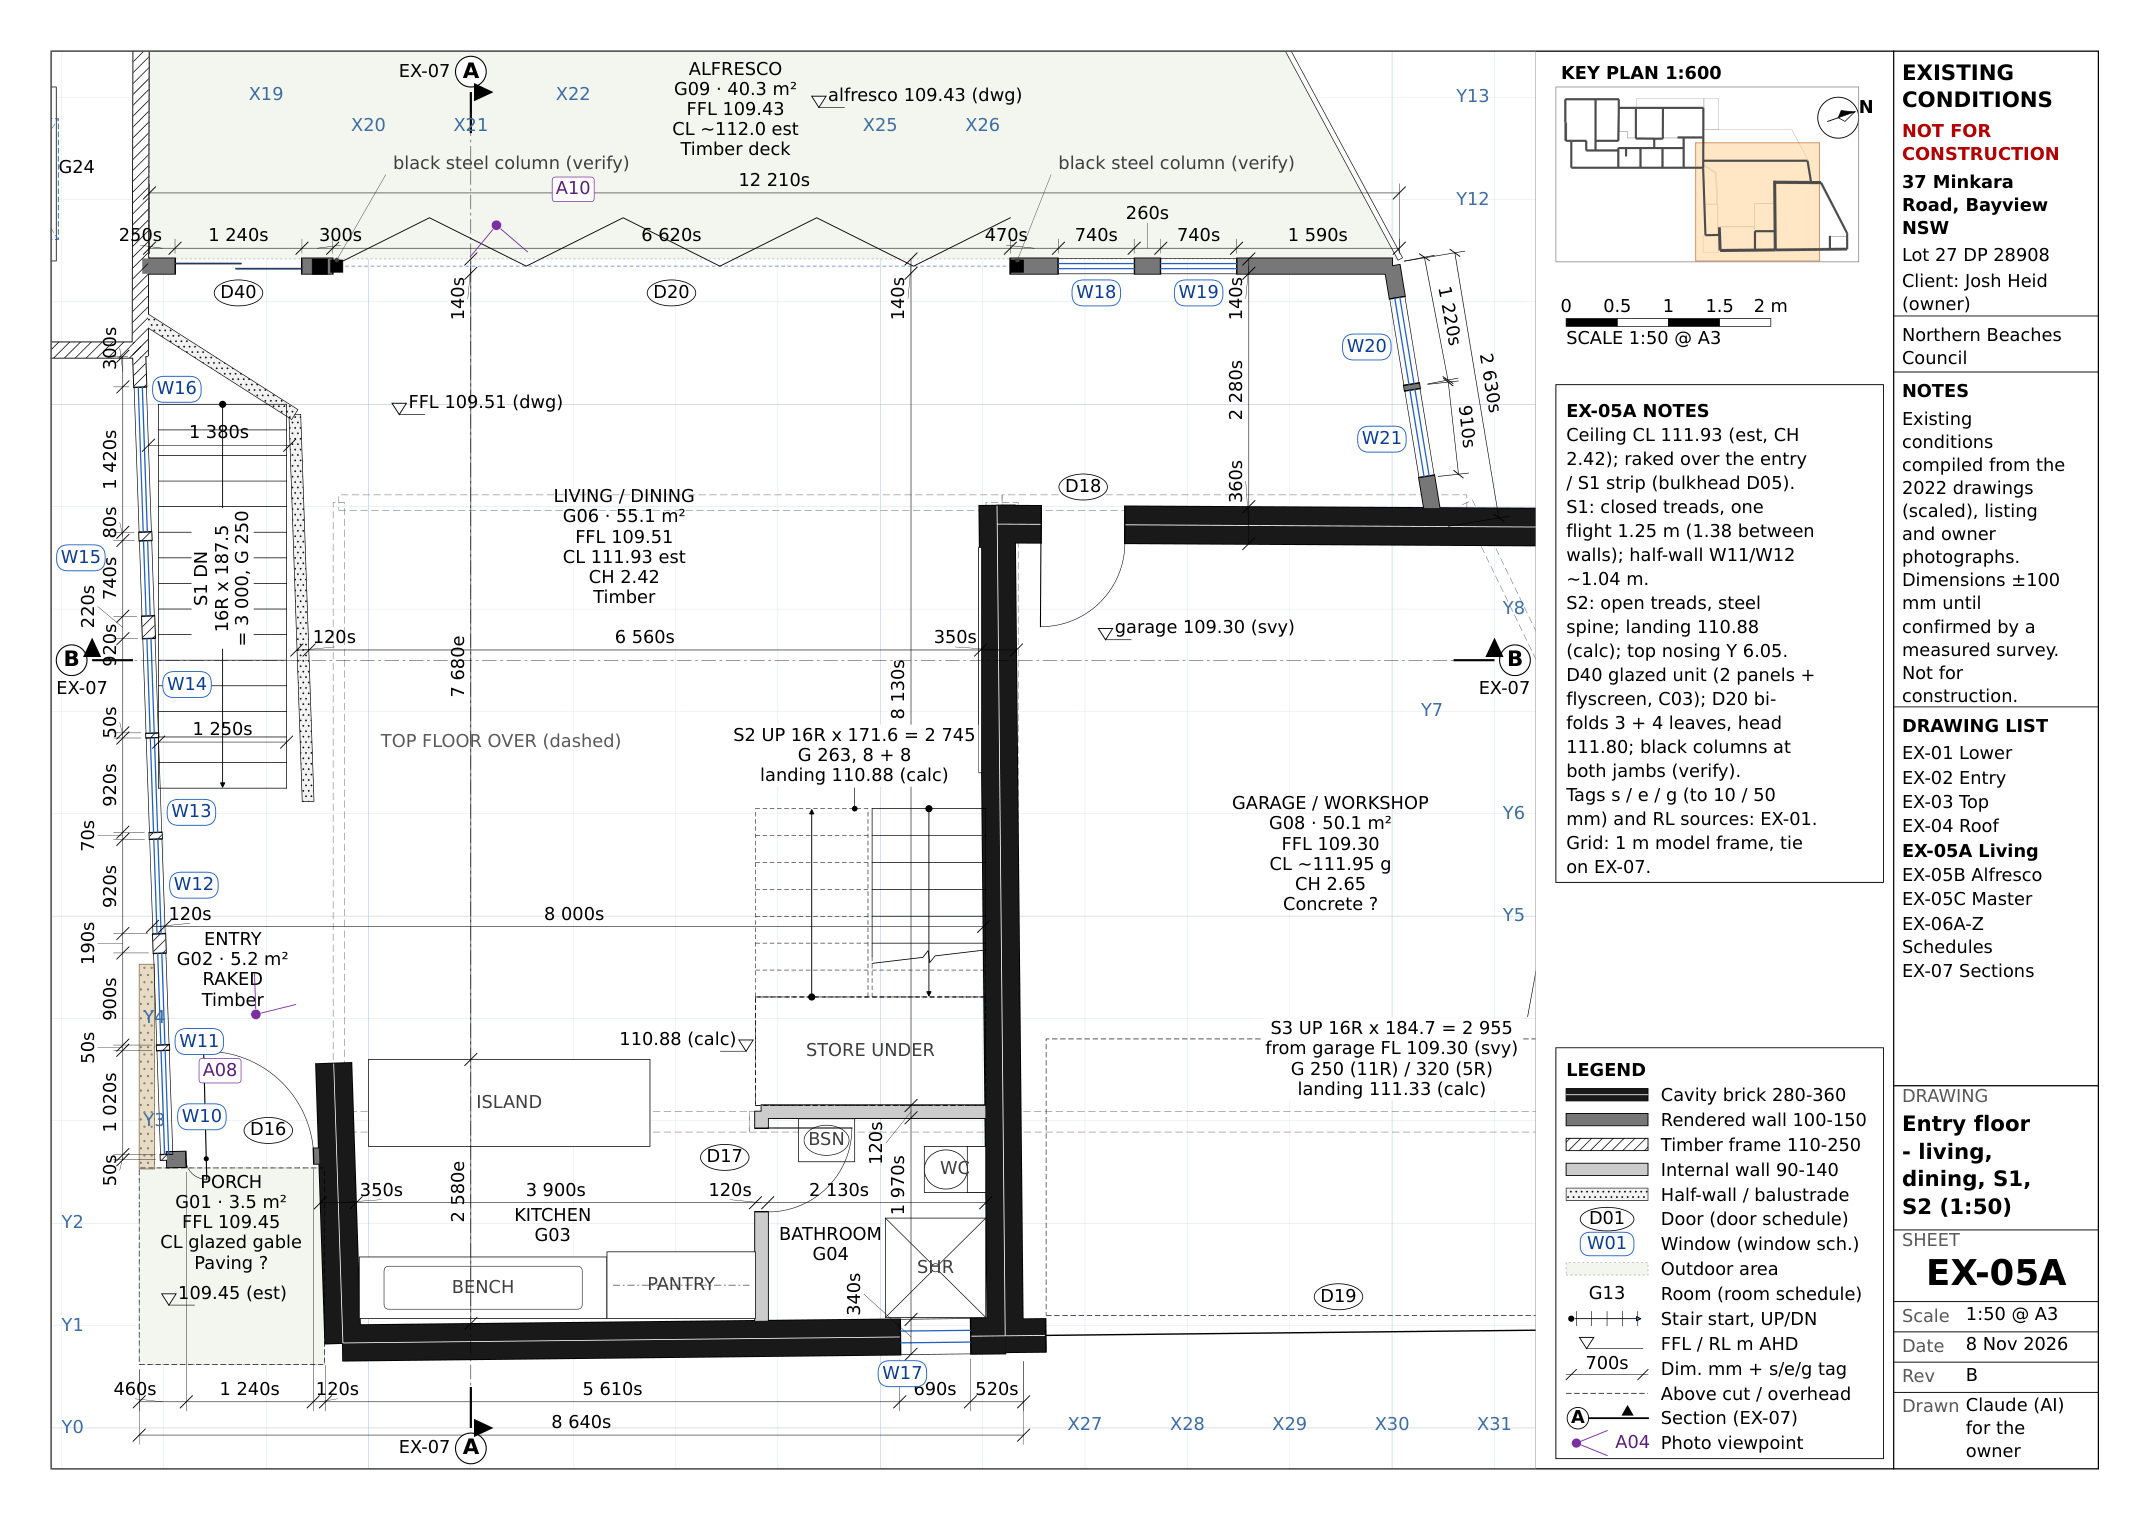 EX-07
A
ALFRESCO
G09 · 40.3 m²
FFL 109.43
CL ~112.0 est
Timber deck
alfresco 109.43 (dwg)
X19
X20
X21
X22
X25
X26
Y13
Y12
G24
black steel column (verify)
black steel column (verify)
A10
12 210s
250s
1 240s
300s
6 620s
470s
740s
260s
740s
1 590s
D40
D20
W18
W19
140s
140s
140s
300s
W16
FFL 109.51 (dwg)
W20
W21
1 220s
2 630s
910s
2 280s
360s
1 380s
1 420s
80s
W15
740s
220s
920s
S1 DN
16R x 187.5
= 3 000, G 250
LIVING / DINING
G06 · 55.1 m²
FFL 109.51
CL 111.93 est
CH 2.42
Timber
D18
garage 109.30 (svy)
Y8
120s
6 560s
350s
B
EX-07
B
EX-07
W14
7 680e
8 130s
Y7
50s
1 250s
TOP FLOOR OVER (dashed)
S2 UP 16R x 171.6 = 2 745
G 263, 8 + 8
landing 110.88 (calc)
920s
W13
70s
GARAGE / WORKSHOP
G08 · 50.1 m²
FFL 109.30
CL ~111.95 g
CH 2.65
Concrete ?
Y6
920s
W12
120s
8 000s
Y5
190s
ENTRY
G02 · 5.2 m²
RAKED
Timber
900s
Y4
W11
50s
A08
110.88 (calc)
STORE UNDER
S3 UP 16R x 184.7 = 2 955
from garage FL 109.30 (svy)
G 250 (11R) / 320 (5R)
landing 111.33 (calc)
ISLAND
1 020s
Y3
W10
D16
50s
BSN
D17
120s
WC
PORCH
G01 · 3.5 m²
FFL 109.45
CL glazed gable
Paving ?
109.45 (est)
350s
3 900s
120s
2 130s
2 580e
1 970s
KITCHEN
G03
BATHROOM
G04
Y2
BENCH
PANTRY
SHR
340s
D19
Y1
W17
460s
1 240s
120s
5 610s
690s
520s
8 640s
Y0
EX-07
A
X27
X28
X29
X30
X31
KEY PLAN 1:600
N
0
0.5
1
1.5
2 m
SCALE 1:50 @ A3
EX-05A NOTES
Ceiling CL 111.93 (est, CH
2.42); raked over the entry
/ S1 strip (bulkhead D05).
S1: closed treads, one
flight 1.25 m (1.38 between
walls); half-wall W11/W12
~1.04 m.
S2: open treads, steel
spine; landing 110.88
(calc); top nosing Y 6.05.
D40 glazed unit (2 panels +
flyscreen, C03); D20 bi-
folds 3 + 4 leaves, head
111.80; black columns at
both jambs (verify).
Tags s / e / g (to 10 / 50
mm) and RL sources: EX-01.
Grid: 1 m model frame, tie
on EX-07.
LEGEND
Cavity brick 280-360
Rendered wall 100-150
Timber frame 110-250
Internal wall 90-140
Half-wall / balustrade
D01
Door (door schedule)
W01
Window (window sch.)
Outdoor area
G13
Room (room schedule)
Stair start, UP/DN
FFL / RL m AHD
700s
Dim. mm + s/e/g tag
Above cut / overhead
A
Section (EX-07)
A04
Photo viewpoint
EXISTING
CONDITIONS
NOT FOR
CONSTRUCTION
37 Minkara
Road, Bayview
NSW
Lot 27 DP 28908
Client: Josh Heid
(owner)
Northern Beaches
Council
NOTES
Existing
conditions
compiled from the
2022 drawings
(scaled), listing
and owner
photographs.
Dimensions ±100
mm until
confirmed by a
measured survey.
Not for
construction.
DRAWING LIST
EX-01 Lower
EX-02 Entry
EX-03 Top
EX-04 Roof
EX-05A Living
EX-05B Alfresco
EX-05C Master
EX-06A-Z
Schedules
EX-07 Sections
DRAWING
Entry floor
- living,
dining, S1,
S2 (1:50)
SHEET
EX-05A
Scale
1:50 @ A3
Date
8 Nov 2026
Rev
B
Drawn
Claude (AI)
for the
owner